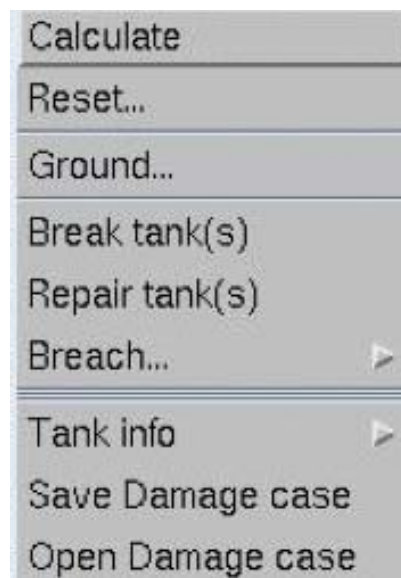 Calculate
Reset...
Ground...
Break tank(s)
Repair tank(s)
Breach...
Tank info
Save Damage case
Open Damage case